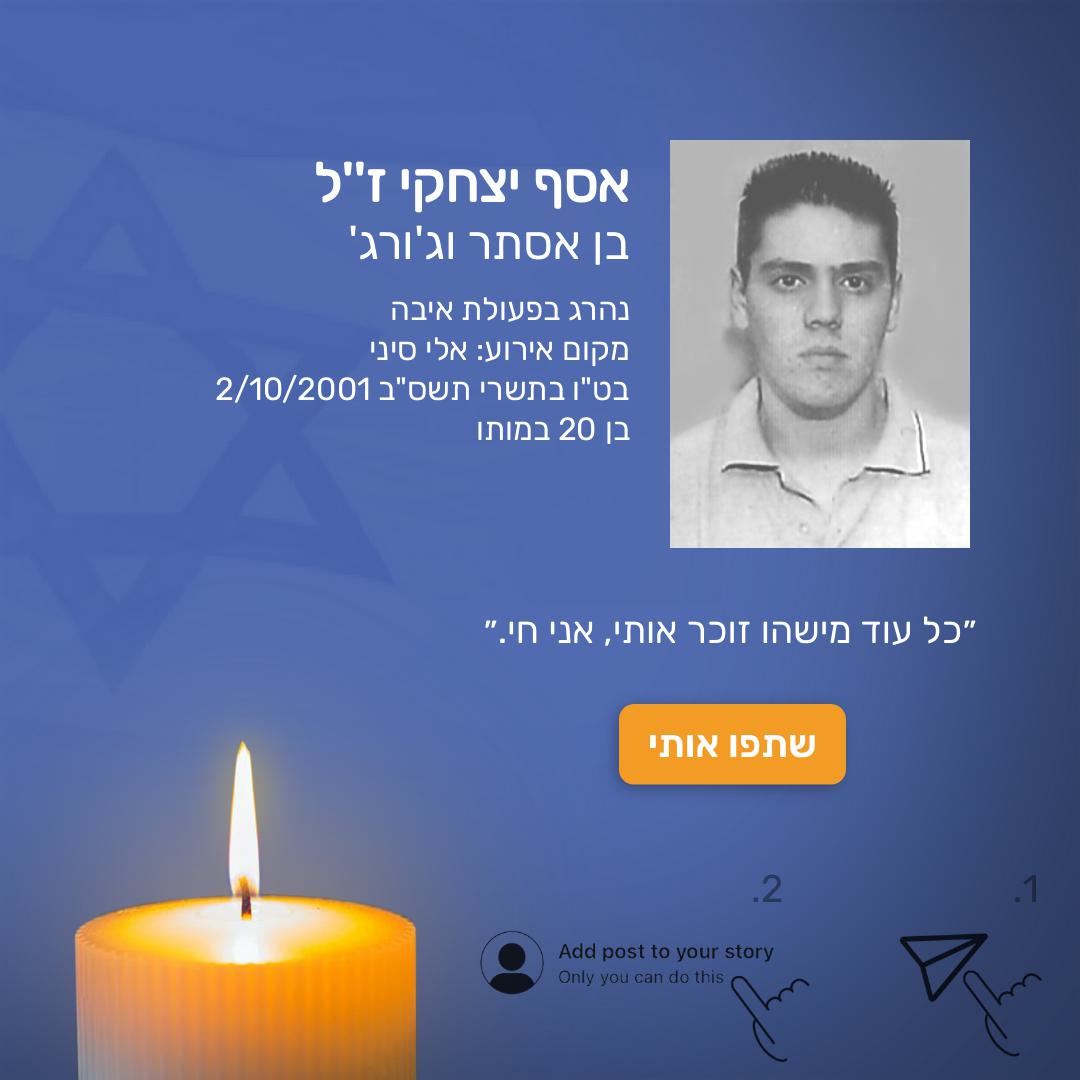 אסף יצחקי ז"ל
בן אסתר וג'ורג'
נהרג בפעולת איבה
מקום אירוע: אלי סיני
בט"ו בתשרי תשס"ב 2/10/2001
בן 20 במותו
״כל עוד מישהו זוכר אותי, אני חי.״
שתפו אותי
.1
.2
Add post to your story
Only you can do this